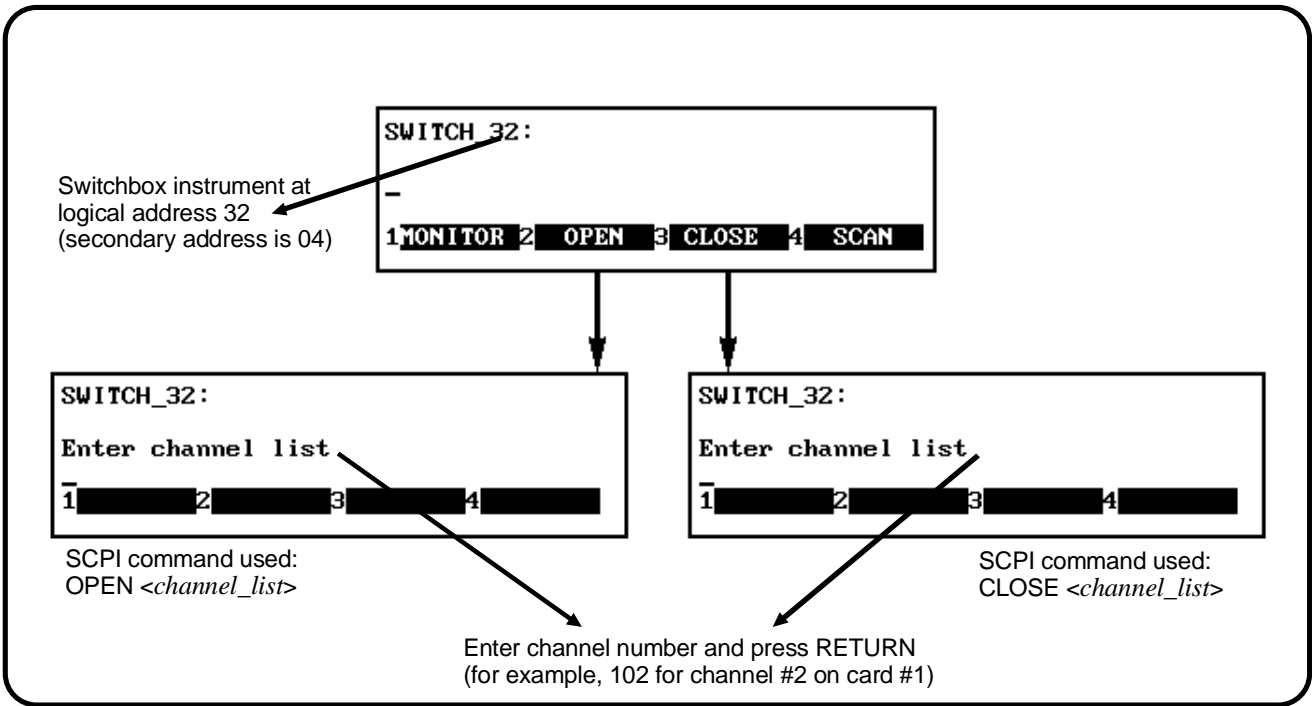 SWITCH_32:
Switchbox instrument at
logical address 32
(secondary address is 04)
1MONITOR 2 OPEN 3 CLOSE 4 SCAN
SWITCH_32:
Enter channel list
1 2 3 4
SCPI command used:
OPEN <channel_list>
SWITCH_32:
Enter channel list
1 2 3 4
SCPI command used:
CLOSE <channel_list>
Enter channel number and press RETURN
(for example, 102 for channel #2 on card #1)